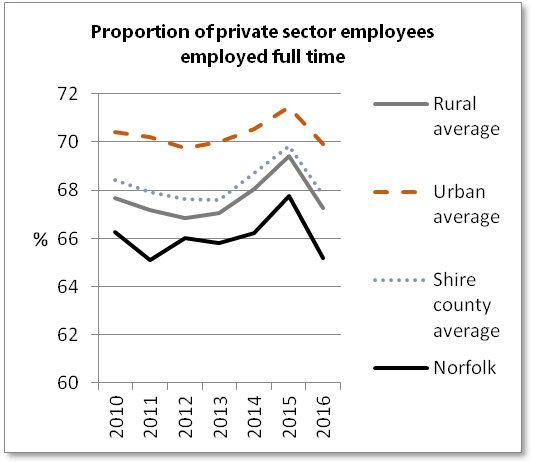 Proportion of private sector employees
employed full time
72
70
68
66
64
62
60
%
2010
2011
2012
2013
2014
2015
2016
Rural
average
Urban
average
Shire
county
average
Norfolk